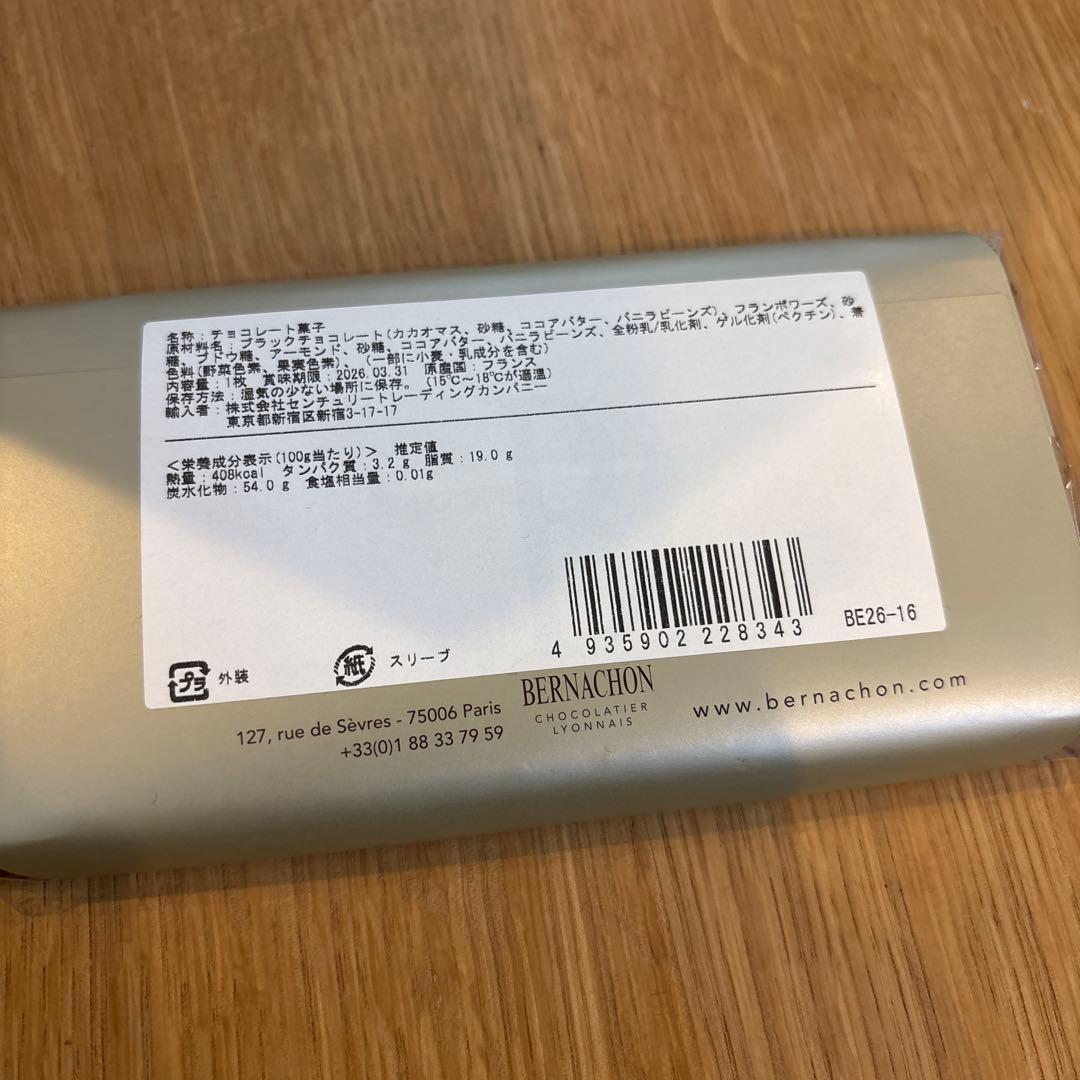 名称：チョコレート菓子
原材料名：ブラックチョコレート(カカオマス、砂糖、ココアバター、バニラビーンズ)、フランボワーズ、砂
糖、ブドウ糖、アーモンド、砂糖、ココアバター、バニラビーンズ、全粉乳/乳化剤、ゲル化剤(ペクチン)、着
色料(野菜色素、果実色素)、(一部に小麦・乳成分を含む)
内容量：1枚 賞味期限：2026.03.31 原産国：フランス
保存方法：湿気の少ない場所に保存。(15℃～18℃が適温)
輸入者：株式会社センチュリートレーディングカンパニー
東京都新宿区新宿3-17-17
<栄養成分表示(100g当たり)> 推定値
熱量：408kcal タンパク質：3.2g 脂質：19.0g
炭水化物：54.0g 食塩相当量：0.01g
4 935902 228343
BE26-16
プラ 外装
紙 スリーブ
127, rue de Sèvres - 75006 Paris
+33(0)1 88 33 79 59
BERNACHON
CHOCOLATIER
LYONNAIS
www.bernachon.com